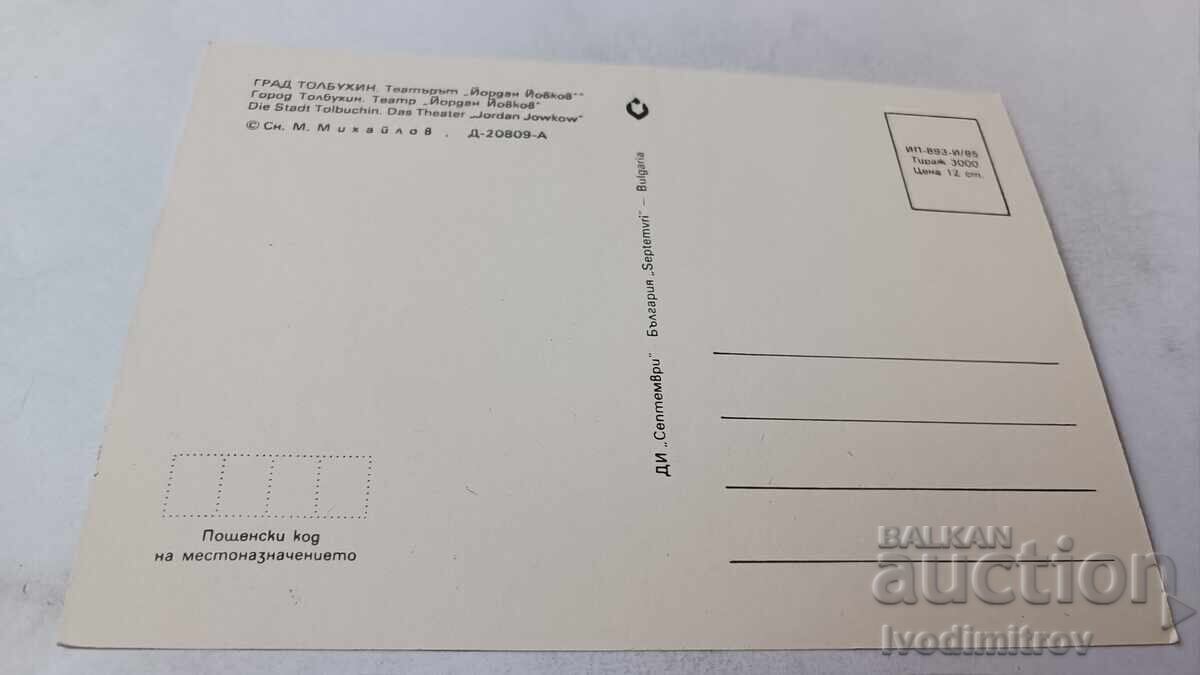 ГРАД ТОЛБУХИН. Театърът „Йордан Йовков“
Город Толбухин. Театр „Йордан Йовков“
Die Stadt Tolbuchin. Das Theater „Jordan Jowkow“
© Сн. М. Михайлов . Д-20809-А
ДИ „Септември“ България „Septemvri“ – Bulgaria
ИП-893-И/85
Тираж 3000
Цена 12 ст.
Пощенски код
на местоназначението
BALKAN
auction
Ivodimitrov